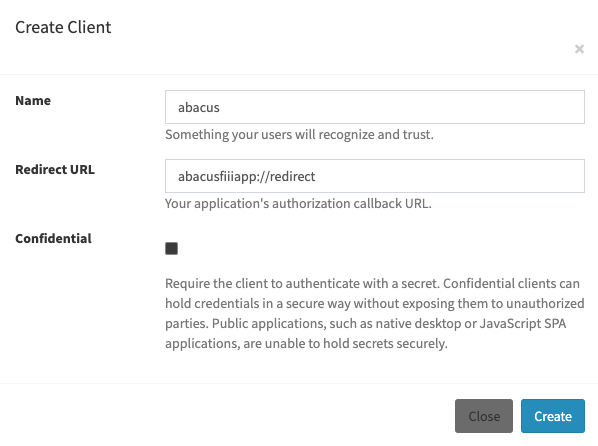 Create Client
×
Name
abacus
Something your users will recognize and trust.
Redirect URL
abacusfiiiapp://redirect
Your application's authorization callback URL.
Confidential
Require the client to authenticate with a secret. Confidential clients can
hold credentials in a secure way without exposing them to unauthorized
parties. Public applications, such as native desktop or JavaScript SPA
applications, are unable to hold secrets securely.
Close
Create